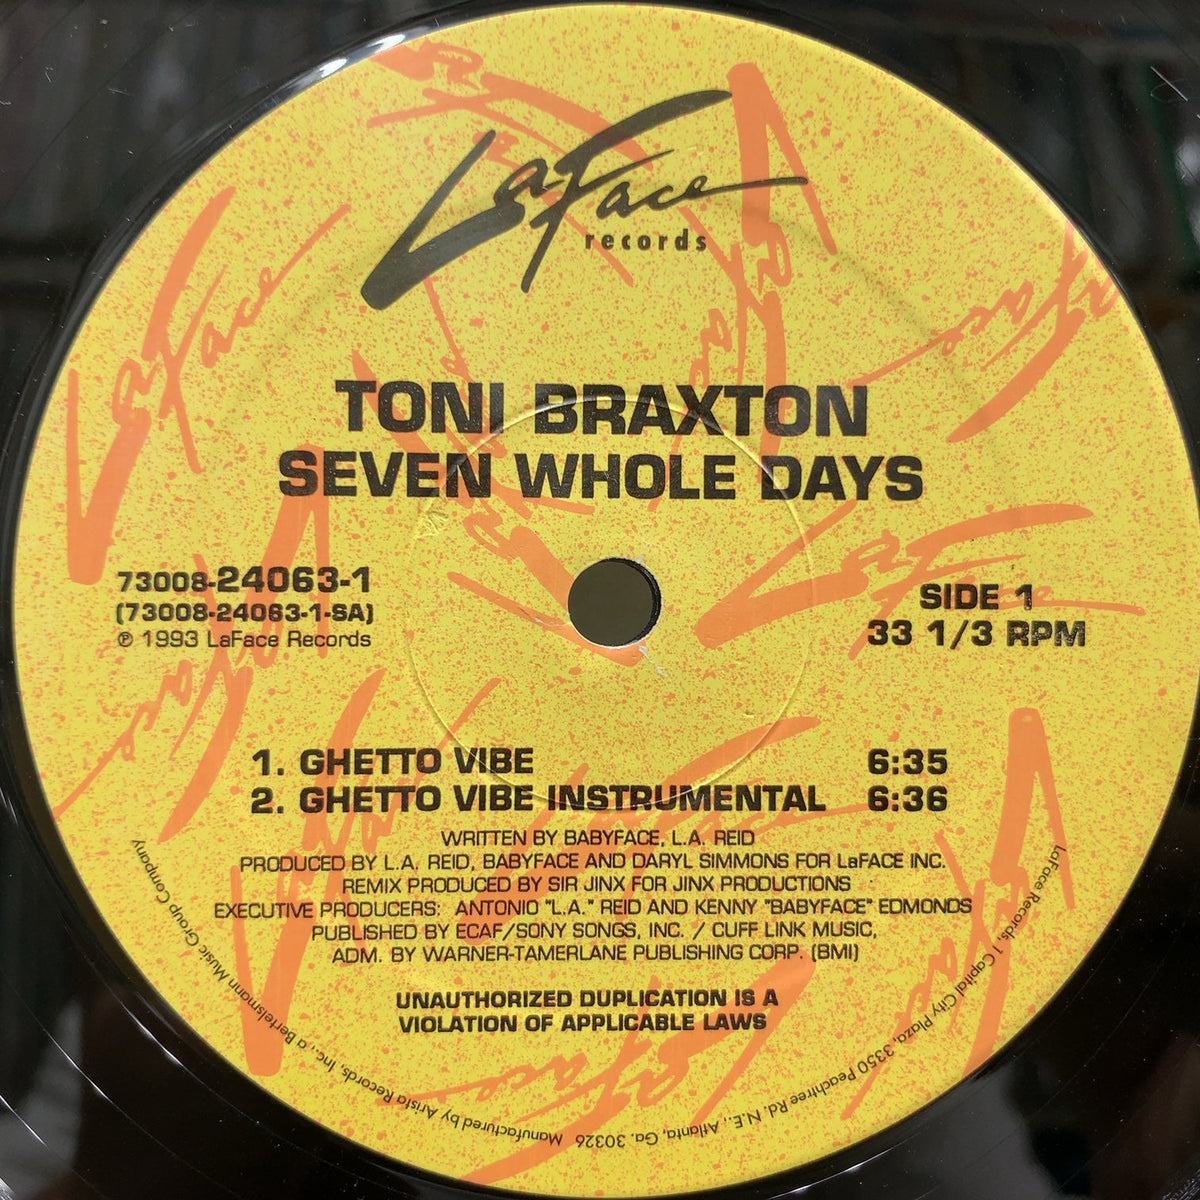 LaFace
records
TONI BRAXTON
SEVEN WHOLE DAYS
73008-24063-1
(73008-24063-1-SA)
℗ 1993 LaFace Records
SIDE 1
33 1/3 RPM
1. GHETTO VIBE 6:35
2. GHETTO VIBE INSTRUMENTAL 6:36
WRITTEN BY BABYFACE, L.A. REID
PRODUCED BY L.A. REID, BABYFACE AND DARYL SIMMONS FOR LaFACE INC.
REMIX PRODUCED BY SIR JINX FOR JINX PRODUCTIONS
EXECUTIVE PRODUCERS: ANTONIO "L.A." REID AND KENNY "BABYFACE" EDMONDS
PUBLISHED BY ECAF/SONY SONGS, INC. / CUFF LINK MUSIC,
ADM. BY WARNER-TAMERLANE PUBLISHING CORP. (BMI)
UNAUTHORIZED DUPLICATION IS A
VIOLATION OF APPLICABLE LAWS
LaFace Records, 1 Capital City Plaza, 3350 Peachtree Rd. N.E., Atlanta, Ga. 30326 Manufactured by Arista Records, Inc., a Bertelsmann Music Group Company